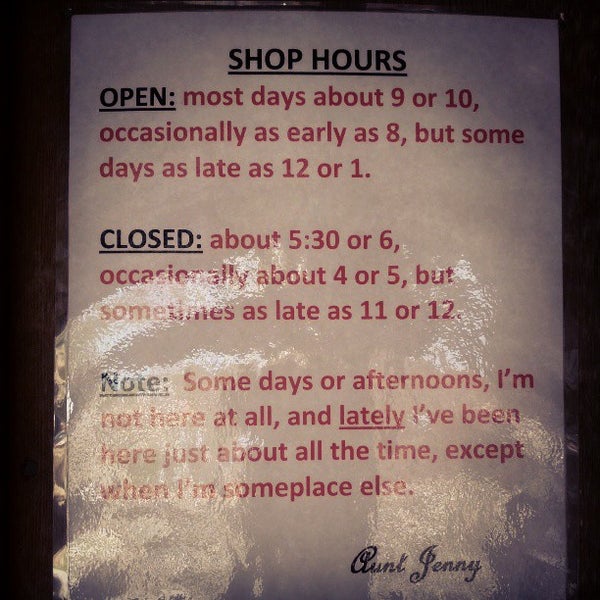 SHOP HOURS
OPEN: most days about 9 or 10,
occasionally as early as 8, but some
days as late as 12 or 1.
CLOSED: about 5:30 or 6,
occasionally about 4 or 5, but
sometimes as late as 11 or 12.
Note: Some days or afternoons, I'm
not here at all, and lately I've been
here just about all the time, except
when I'm someplace else.
Aunt Jenny